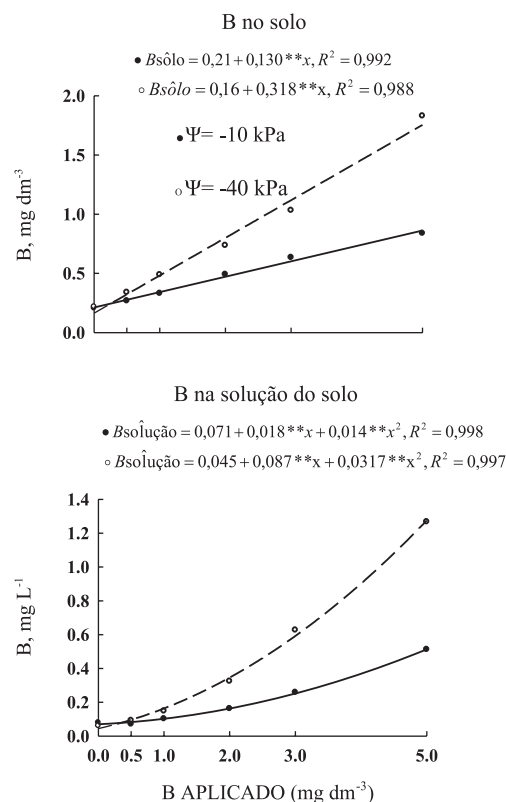 B no solo
● Bsôlo = 0,21 + 0,130 **x, R² = 0,992
○ Bsôlo = 0,16 + 0,318 **x, R² = 0,988
2.0
1.5
1.0
0.5
0.0
B, mg dm⁻³
●Ψ= -10 kPa
○Ψ= -40 kPa
B na solução do solo
● Bsol̂ução = 0,071 + 0,018 **x + 0,014 **x², R² = 0,998
○ Bsol̂ução = 0,045 + 0,087 **x + 0,0317 **x², R² = 0,997
1.4
1.2
1.0
0.8
0.6
0.4
0.2
0.0
B, mg L⁻¹
0.0 0.5 1.0 2.0 3.0 5.0
B APLICADO (mg dm⁻³)